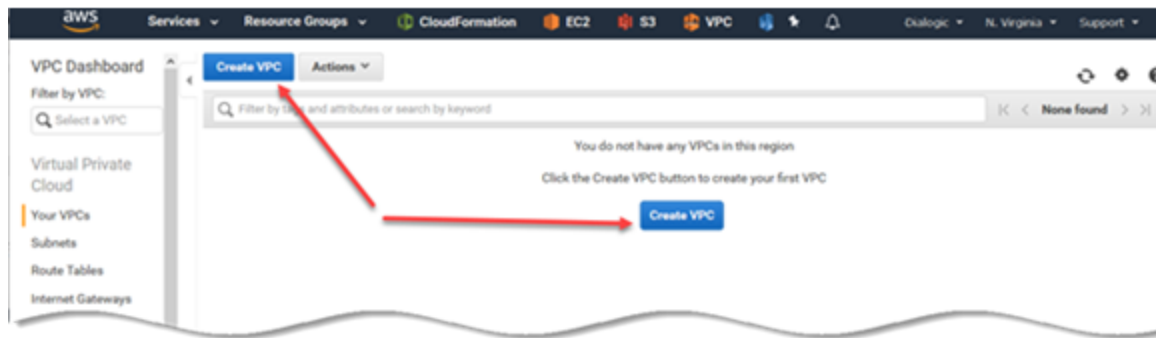 aws Services Resource Groups CloudFormation EC2 S3 VPC Dialogic N. Virginia Support
VPC Dashboard
Filter by VPC:
Select a VPC
Virtual Private
Cloud
Your VPCs
Subnets
Route Tables
Internet Gateways
Create VPC Actions
Filter by tags and attributes or search by keyword
None found
You do not have any VPCs in this region
Click the Create VPC button to create your first VPC
Create VPC